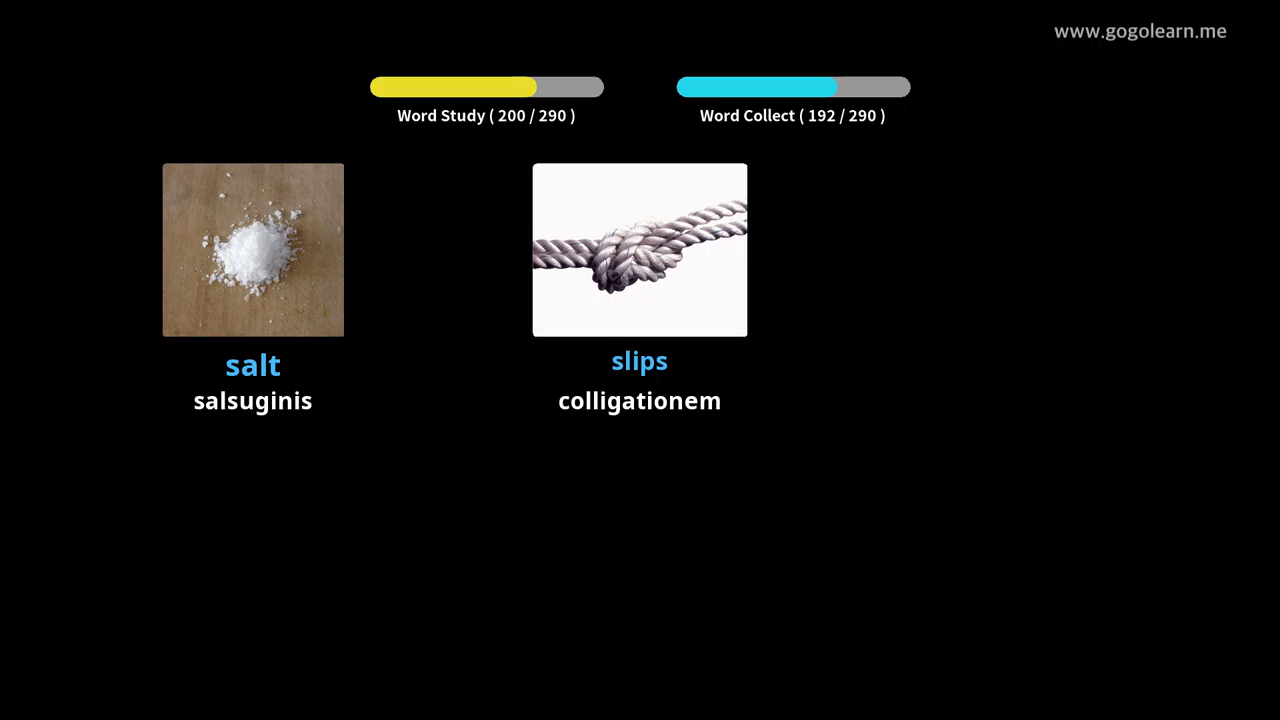 www.gogolearn.me
Word Study ( 200 / 290 )
Word Collect ( 192 / 290 )
salt
salsuginis
slips
colligationem